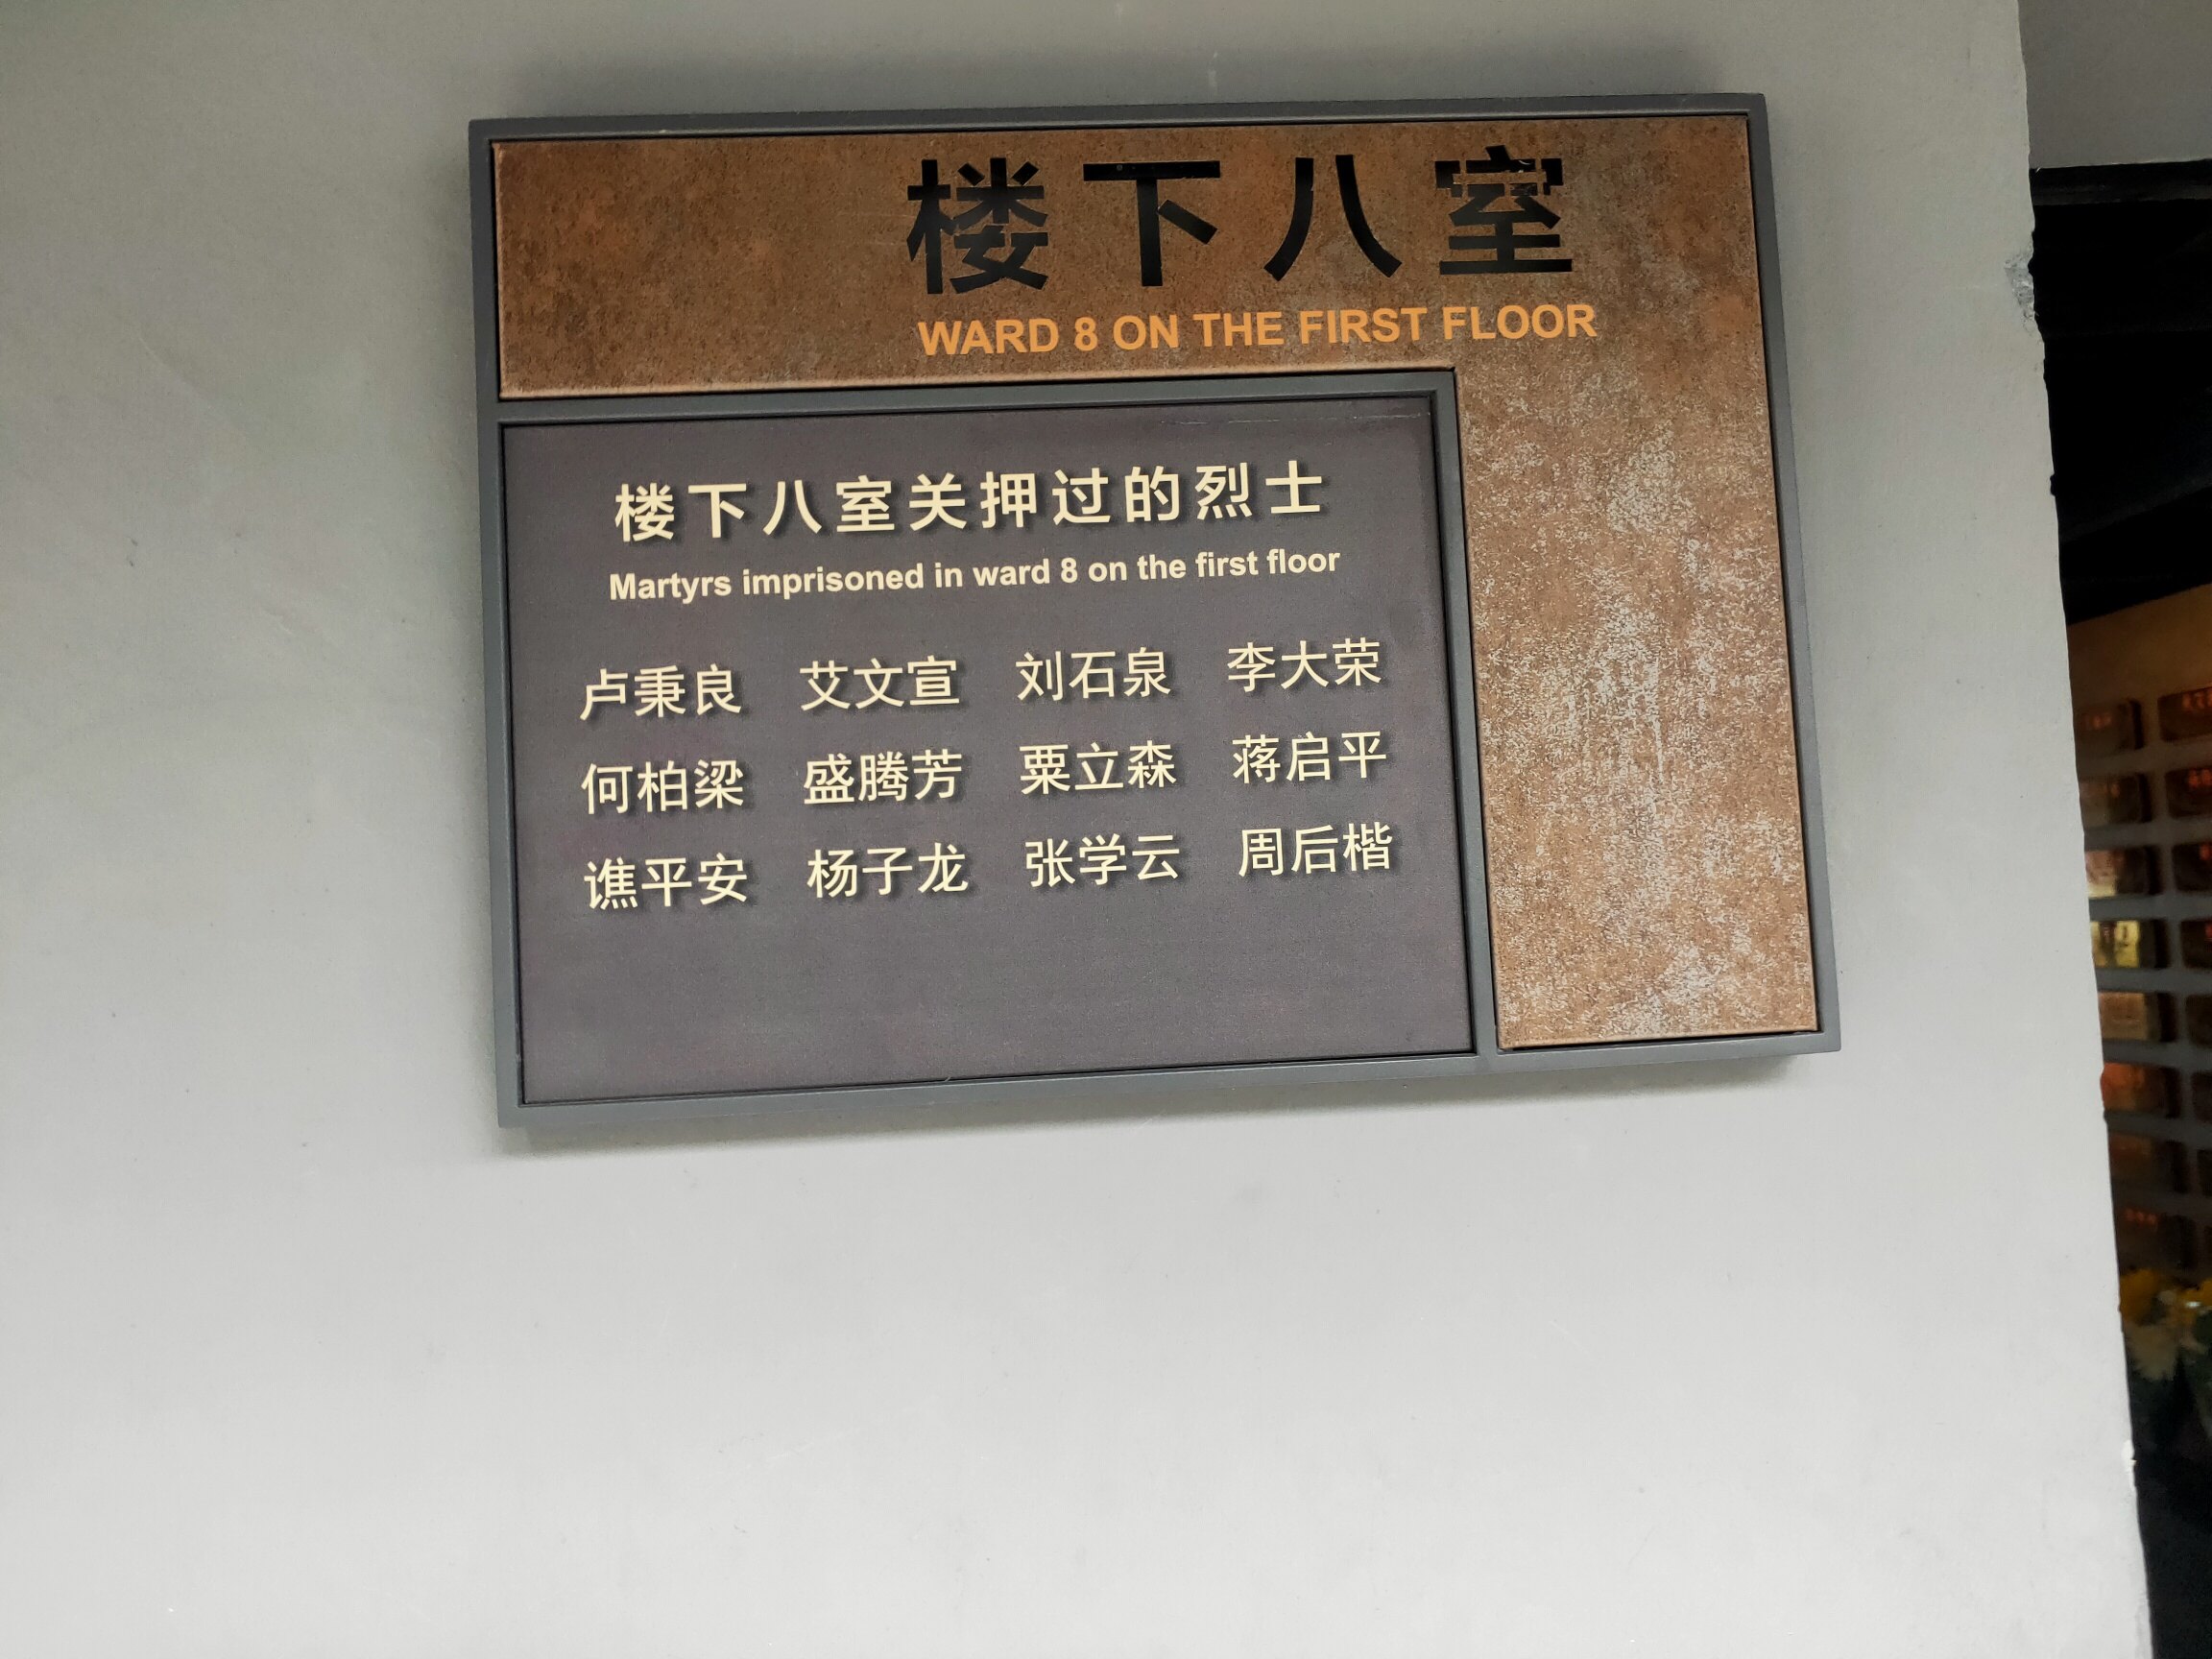 楼下八室
WARD 8 ON THE FIRST FLOOR
楼下八室关押过的烈士
Martyrs imprisoned in ward 8 on the first floor
卢秉良 艾文宣 刘石泉 李大荣
何柏梁 盛腾芳 粟立森 蒋启平
谯平安 杨子龙 张学云 周后楷